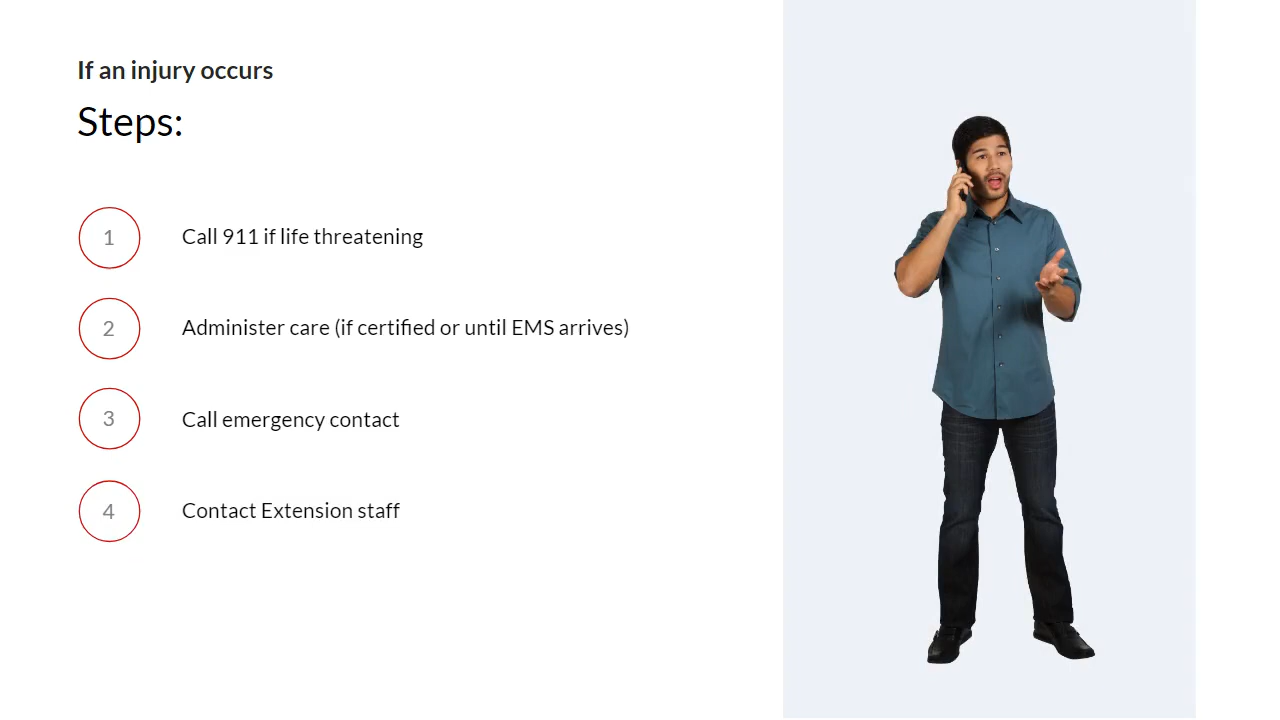 If an injury occurs
Steps:
1 Call 911 if life threatening
2 Administer care (if certified or until EMS arrives)
3 Call emergency contact
4 Contact Extension staff